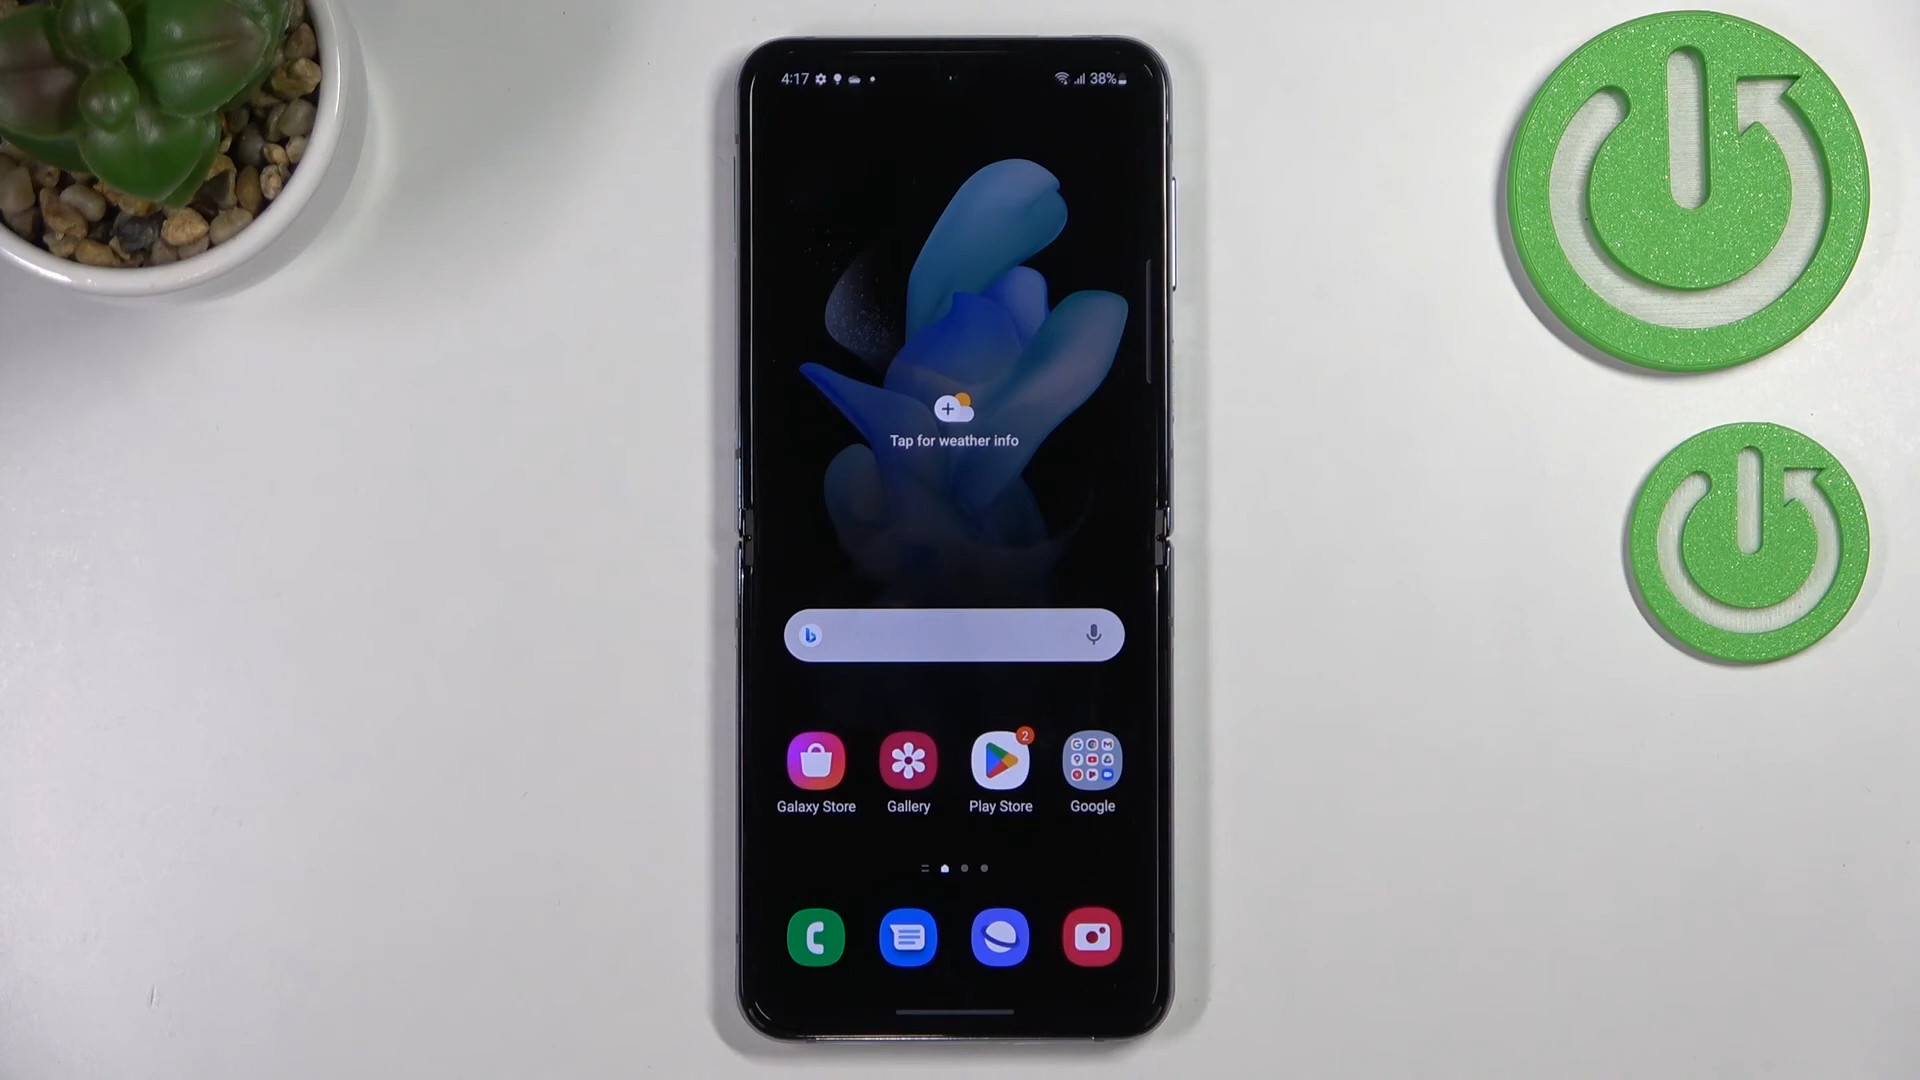 4:17
38%
Tap for weather info
2
Galaxy Store
Gallery
Play Store
Google